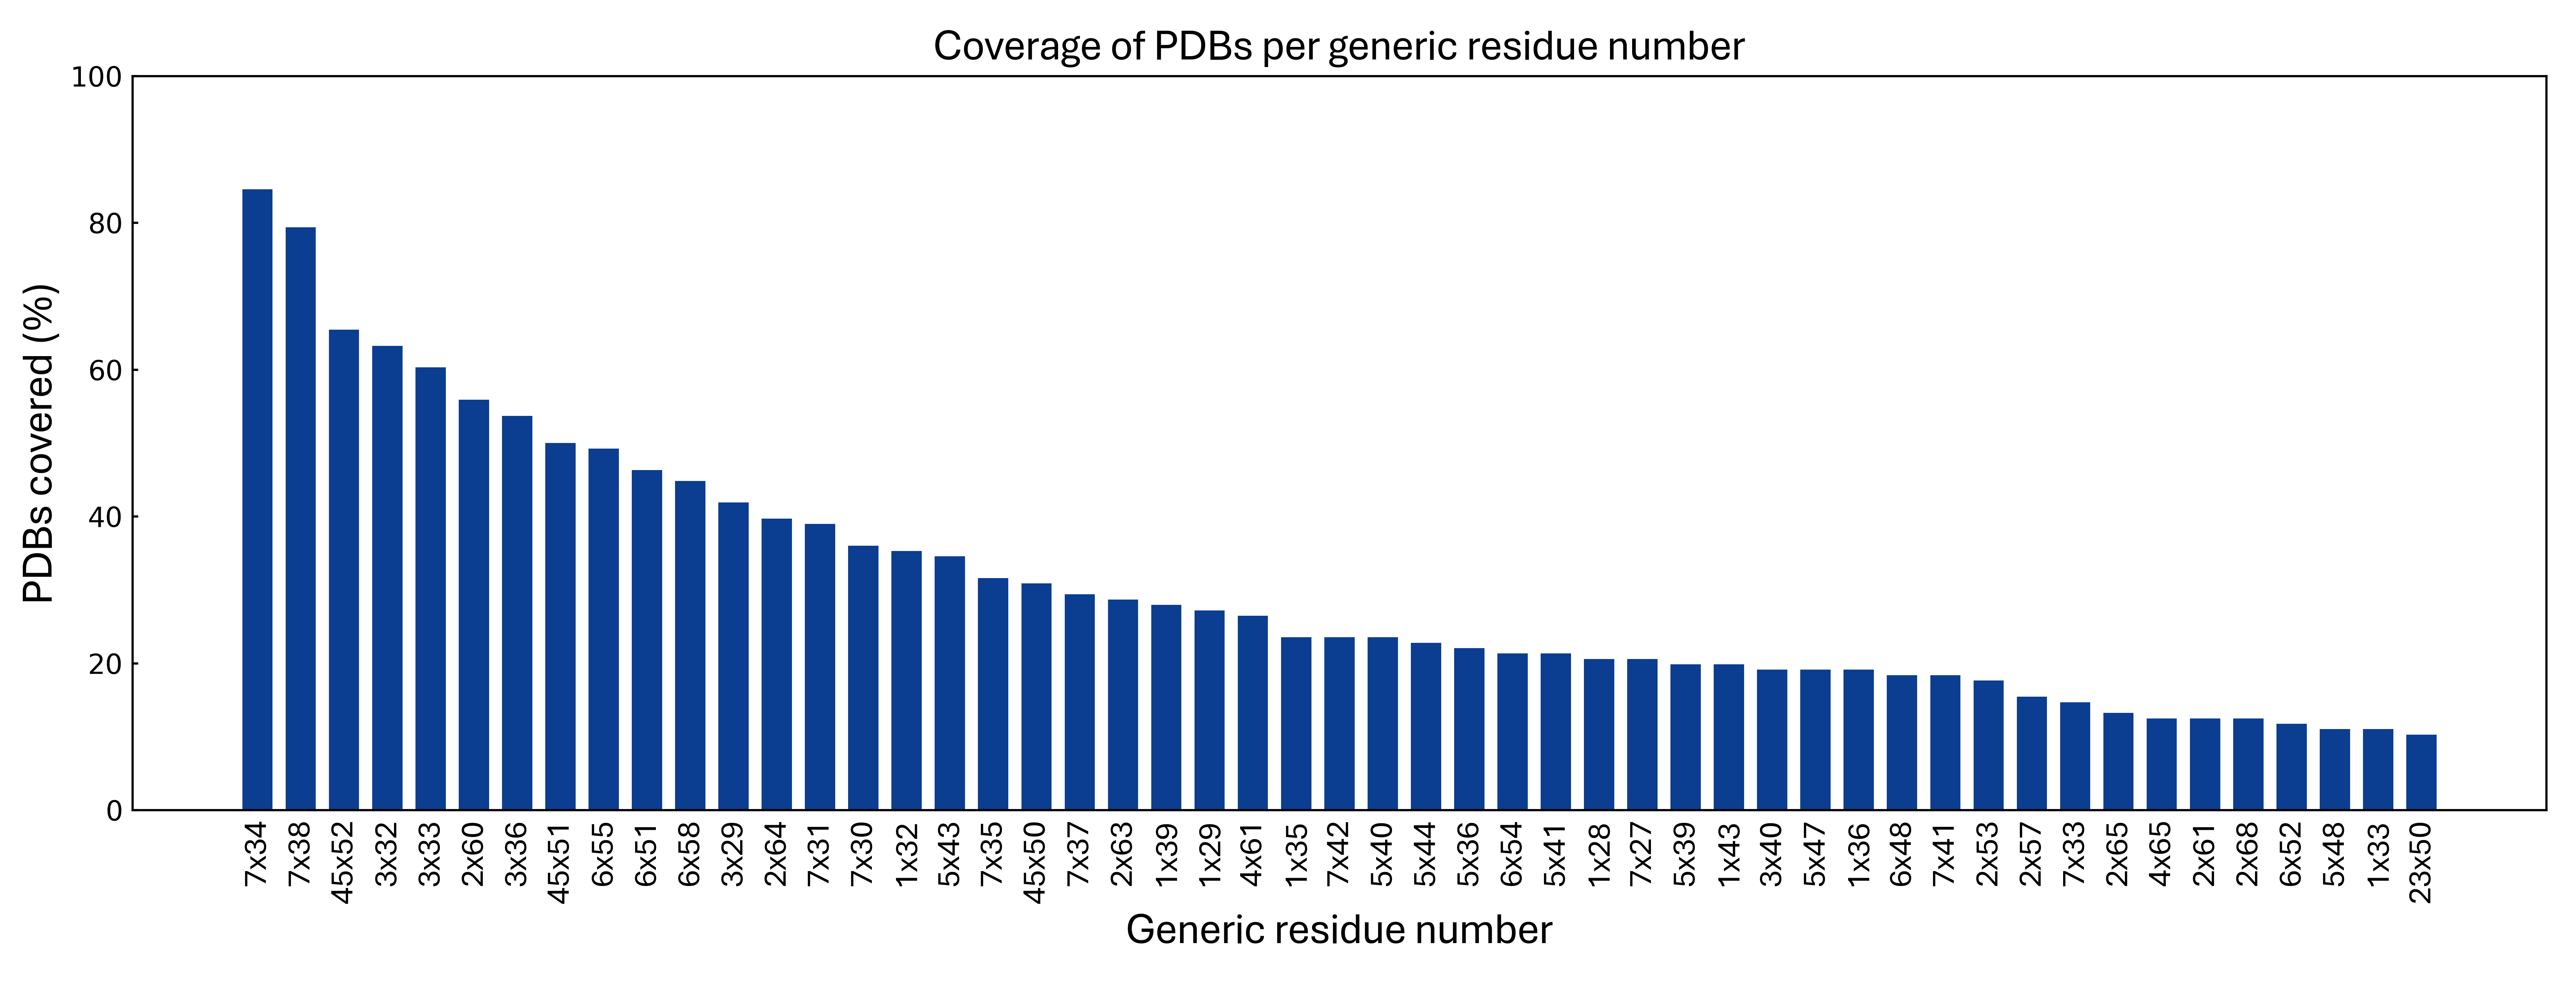 Coverage of PDBs per generic residue number
PDBs covered (%)
100
80
60
40
20
0
7x34 7x38 45x52 3x32 3x33 2x60 3x36 45x51 6x55 6x51 6x58 3x29 2x64 7x31 7x30 1x32 5x43 7x35 45x50 7x37 2x63 1x39 1x29 4x61 1x35 7x42 5x40 5x44 5x36 6x54 5x41 1x28 7x27 5x39 1x43 3x40 5x47 1x36 6x48 7x41 2x53 2x57 7x33 2x65 4x65 2x61 2x68 6x52 5x48 1x33 23x50
Generic residue number